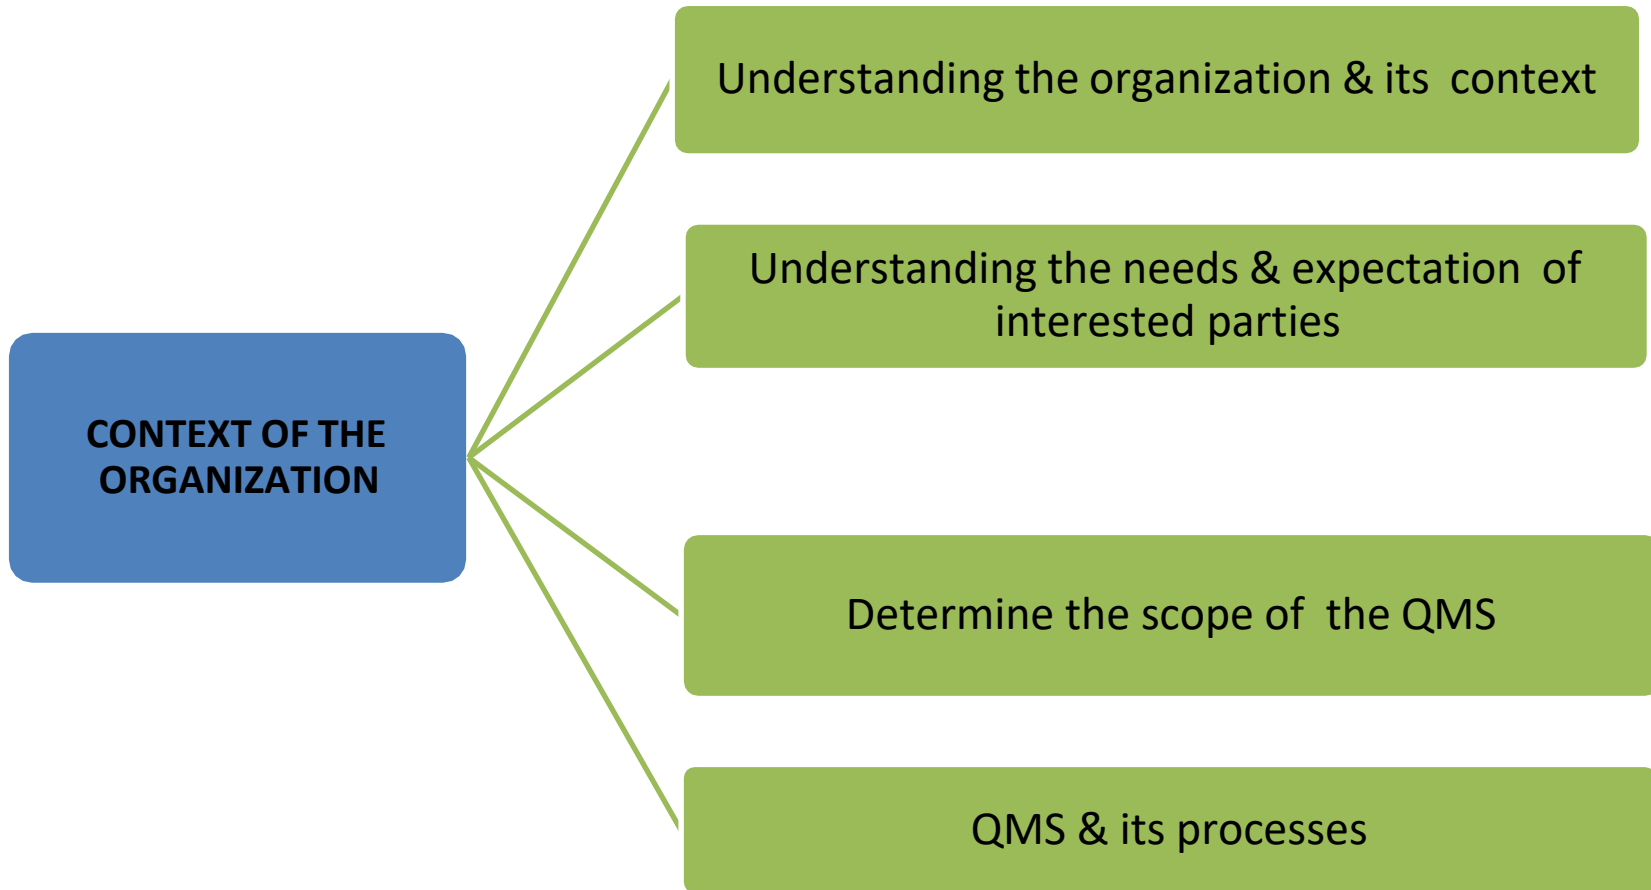 Understanding the organization & its context
Understanding the needs & expectation of
interested parties
CONTEXT OF THE
ORGANIZATION
Determine the scope of the QMS
QMS & its processes